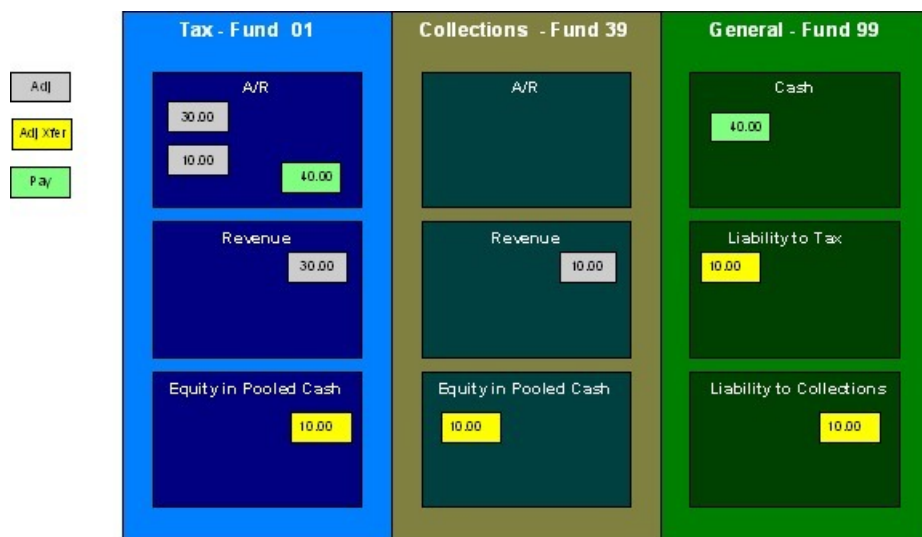 Tax - Fund 01
Collections - Fund 39
General - Fund 99
Adj
Adj Xfer
Pay
A/R
30.00
10.00
40.00
A/R
Cash
40.00
Revenue
30.00
Revenue
10.00
Liability to Tax
10.00
Equity in Pooled Cash
10.00
Equity in Pooled Cash
10.00
Liability to Collections
10.00